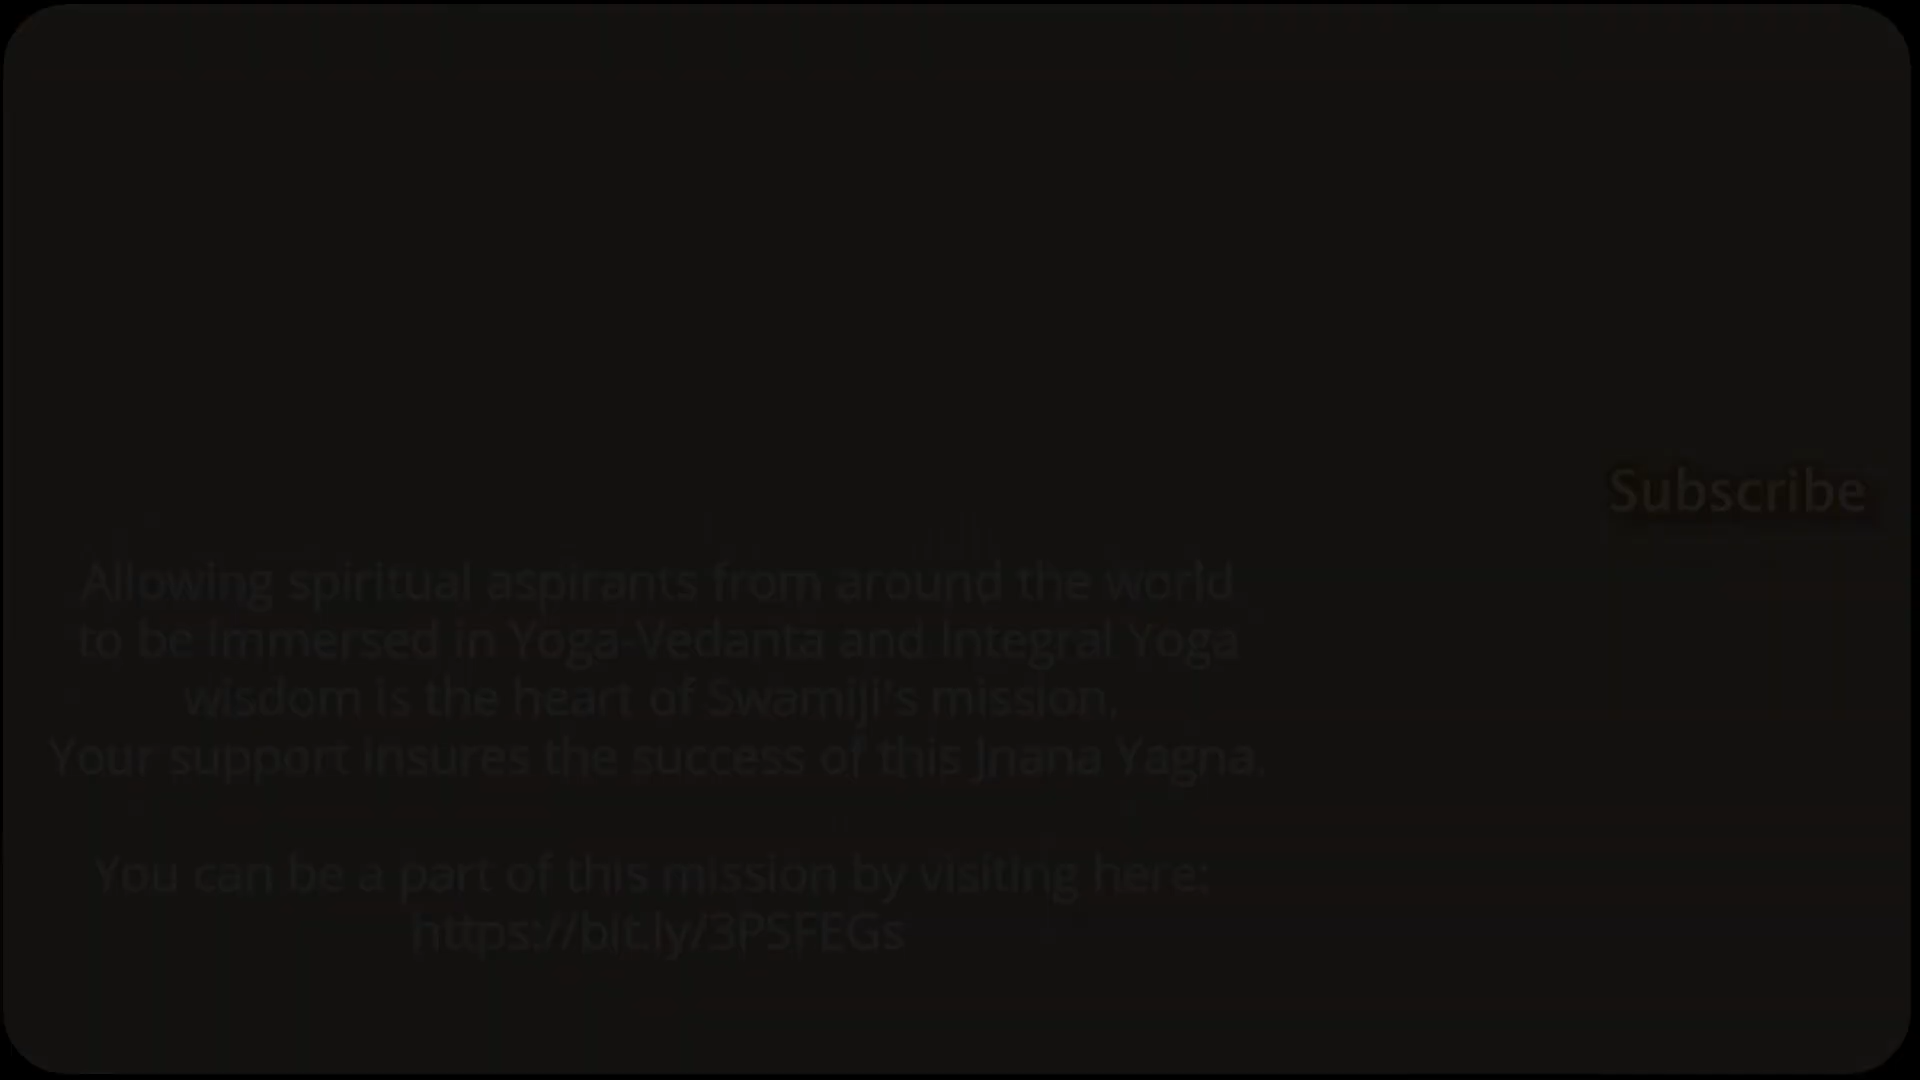 Subscribe
Allowing spiritual aspirants from around the world
to be immersed in Yoga-Vedanta and Integral Yoga
wisdom is the heart of Swamiji's mission.
Your support insures the success of this Jnana Yagna.
You can be a part of this mission by visiting here:
https://bit.ly/3PSFEGs